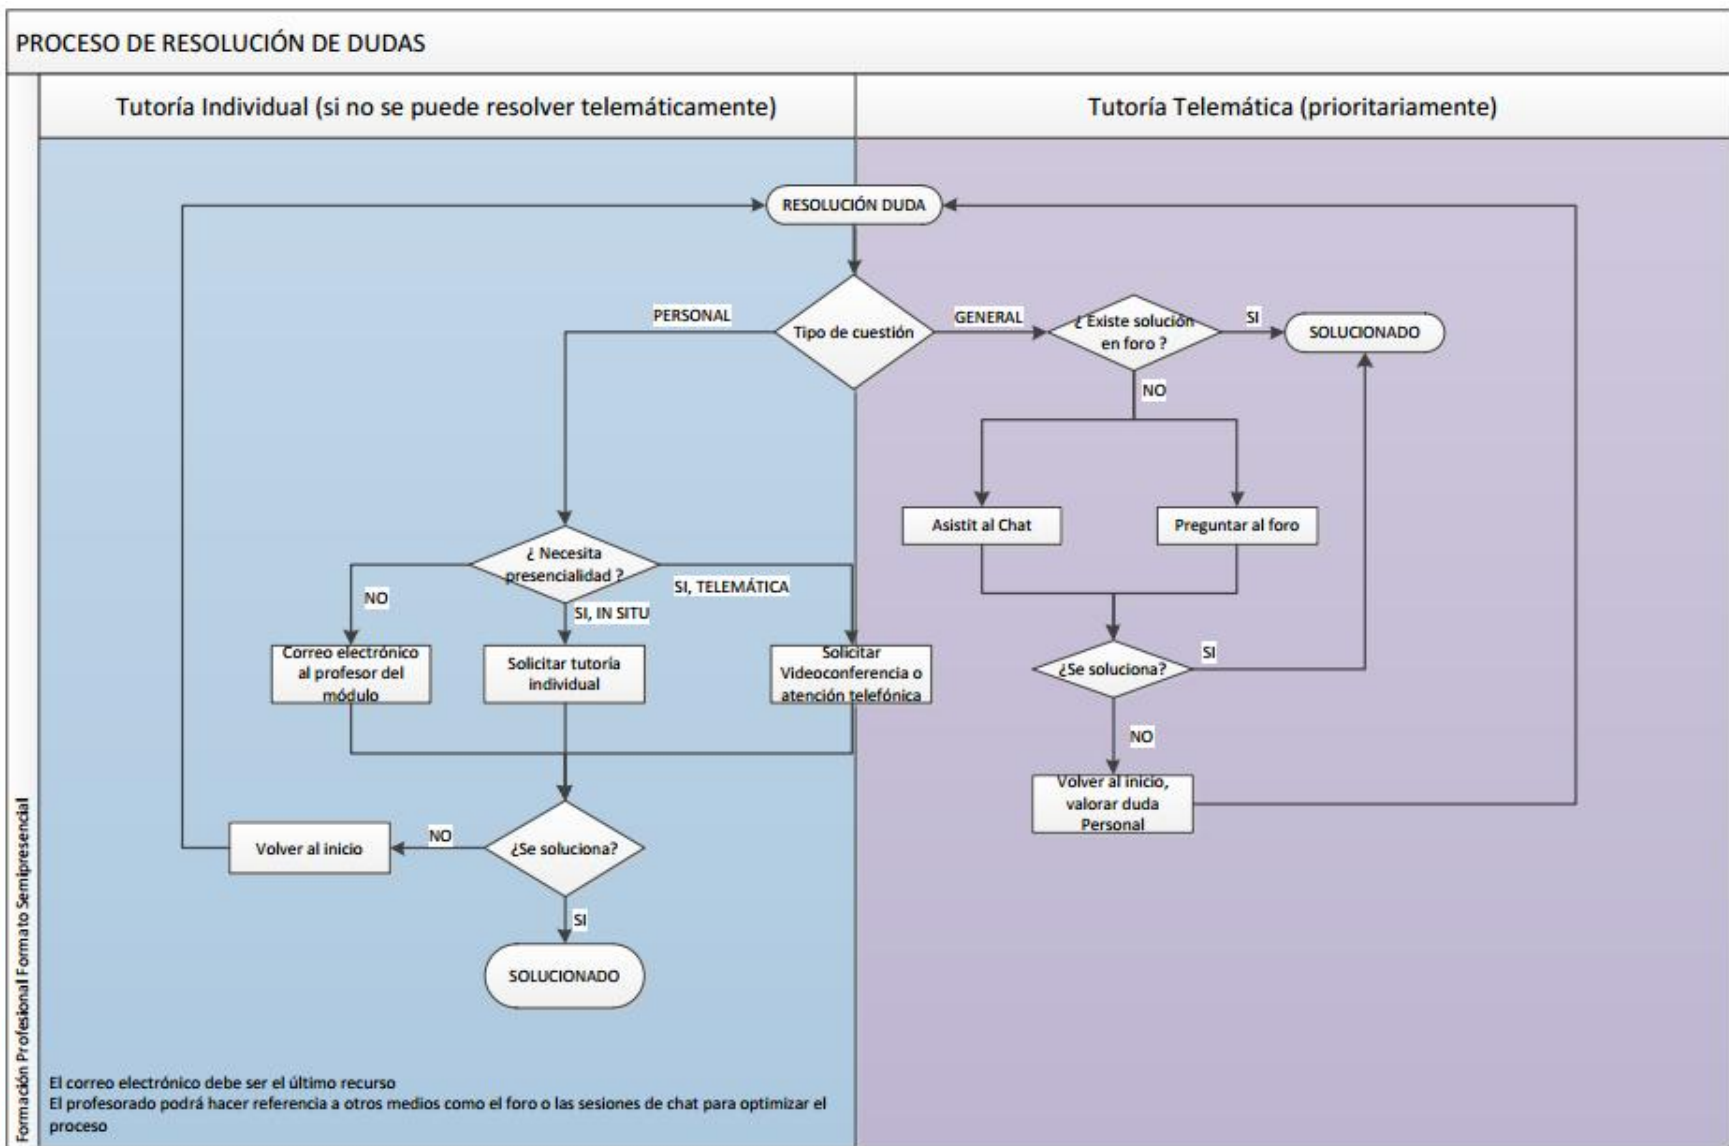 PROCESO DE RESOLUCIÓN DE DUDAS
Tutoría Individual (si no se puede resolver telemáticamente)
Tutoría Telemática (prioritariamente)
RESOLUCIÓN DUDA
PERSONAL
Tipo de cuestión
GENERAL
¿ Existe solución
en foro ?
SI
SOLUCIONADO
NO
Asistit al Chat
Preguntar al foro
¿ Necesita
presencialidad ?
NO
SI, IN SITU
SI, TELEMÁTICA
Correo electrónico
al profesor del
módulo
Solicitar tutoría
individual
Solicitar
Videoconferencia o
atención telefónica
¿Se soluciona?
SI
NO
Volver al inicio,
valorar duda
Personal
Volver al inicio
NO
¿Se soluciona?
SI
SOLUCIONADO
Formación Profesional Formato Semipresencial
El correo electrónico debe ser el último recurso
El profesorado podrá hacer referencia a otros medios como el foro o las sesiones de chat para optimizar el
proceso